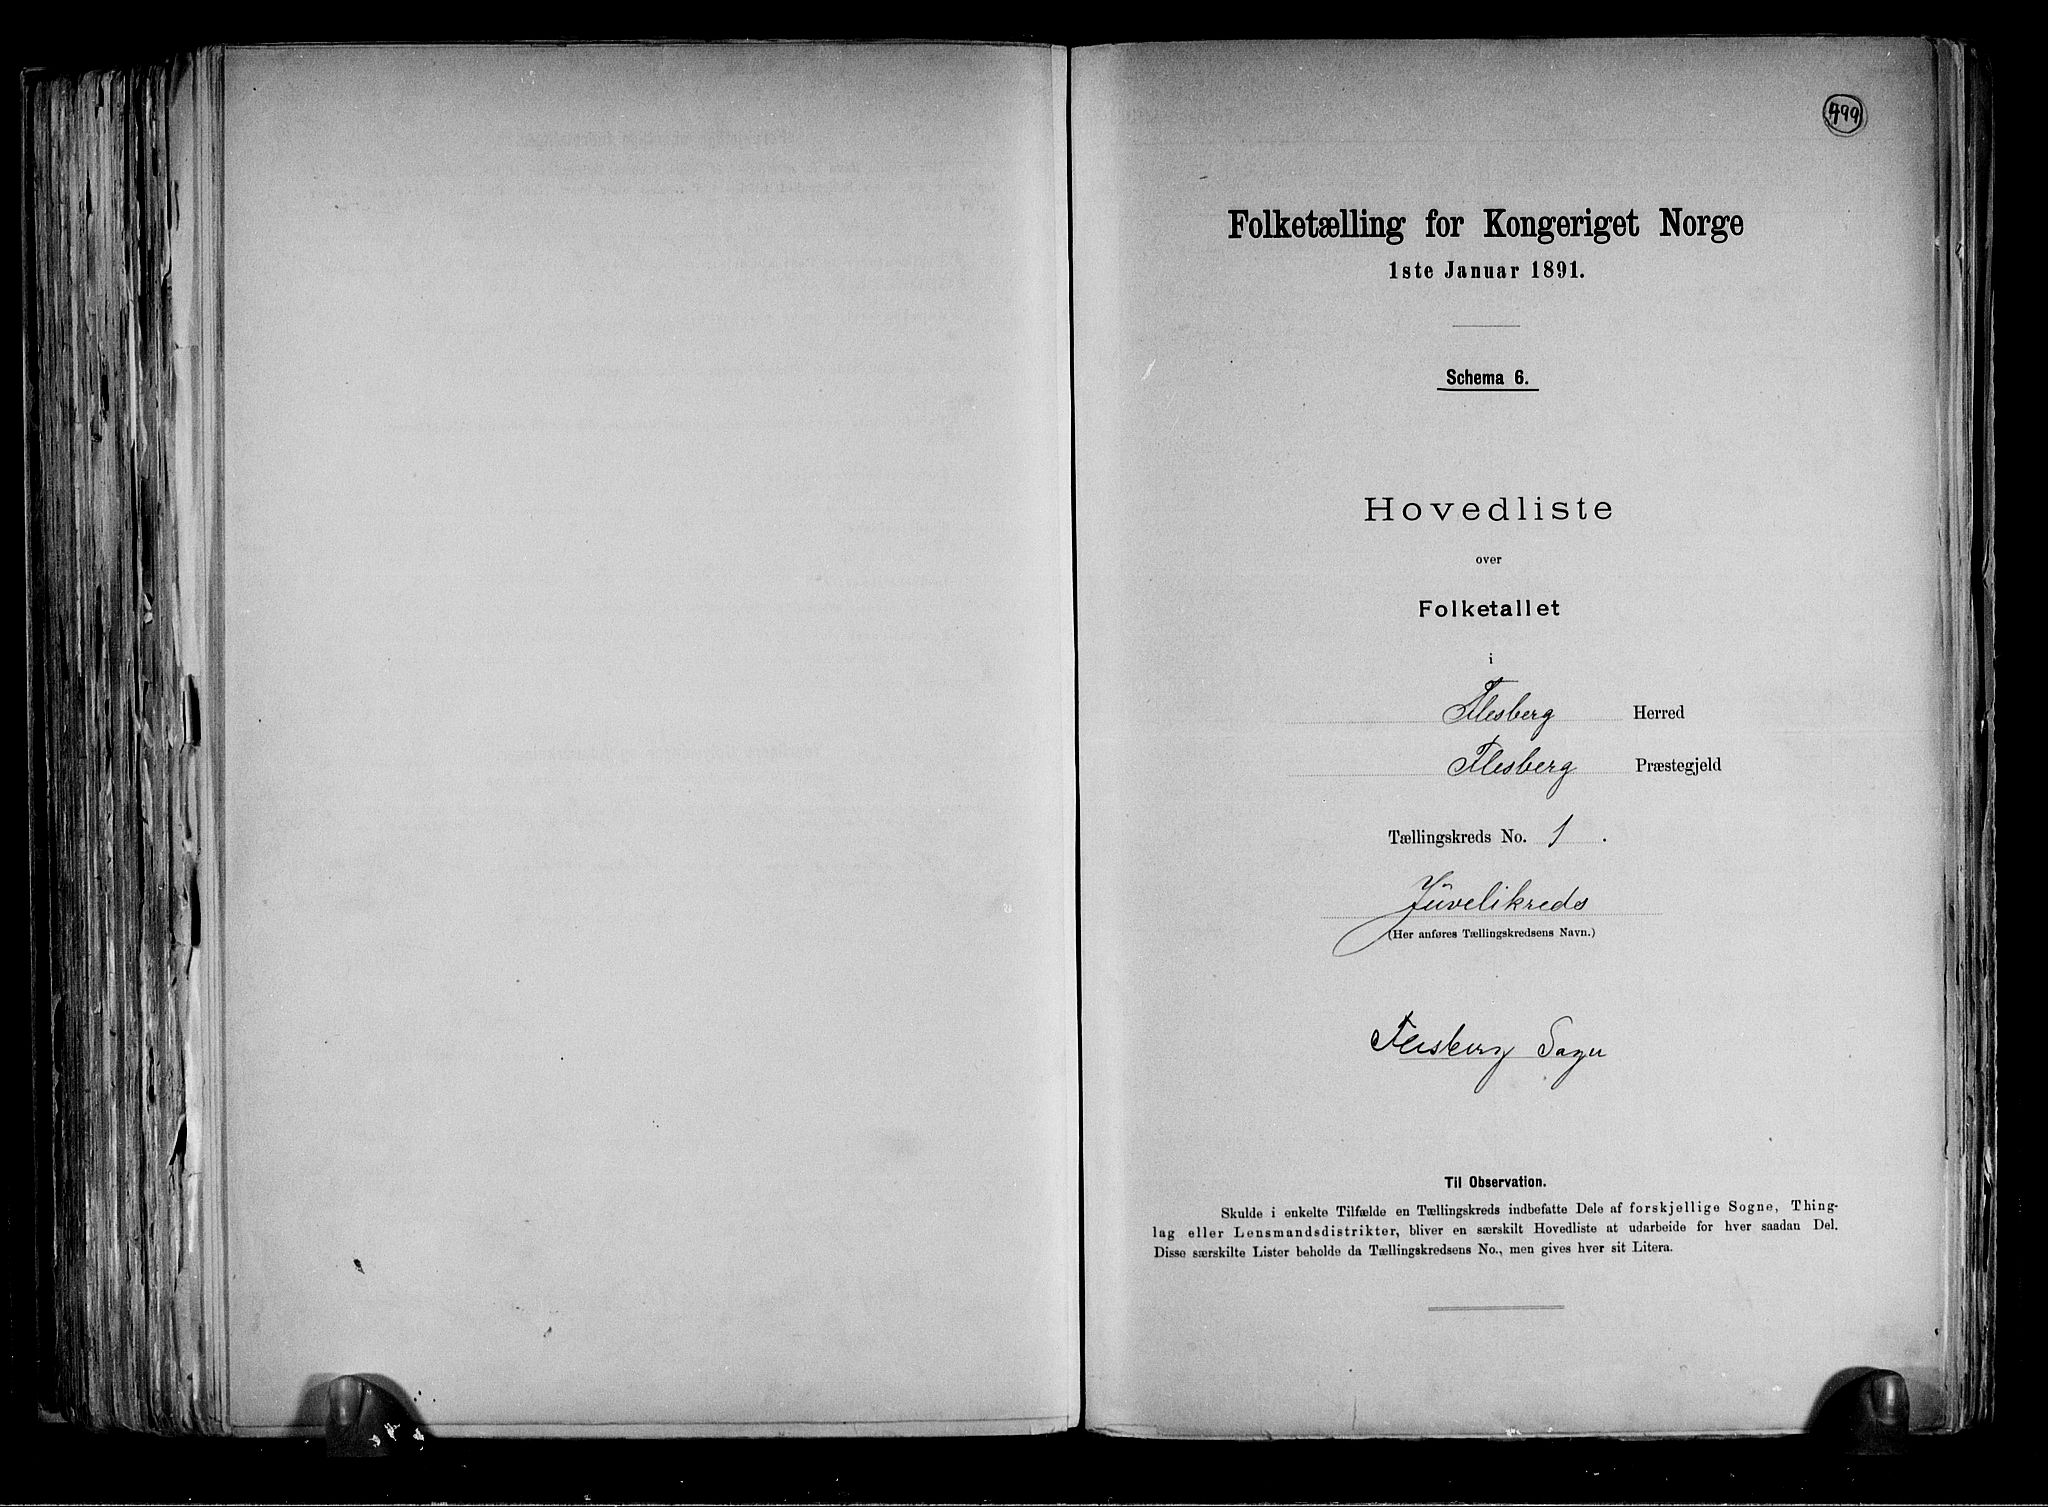 499
Folketælling for Kongeriget Norge
1ste Januar 1891.
Schema 6.
Hovedliste
over
Folketallet
i
Flesberg Herred
Flesberg Præstegjeld
Tællingskreds No. 1.
Juvelikreds
(Her anføres Tællingskredsens Navn.)
Flesberg Sogn
Til Observation.
Skulde i enkelte Tilfælde en Tællingskreds indbefatte Dele af forskjellige Sogne, Thing-
lag eller Lensmandsdistrikter, bliver en særskilt Hovedliste at udarbeide for hver saadan Del.
Disse særskilte Lister beholde da Tællingskredsens No., men gives hver sit Litera.